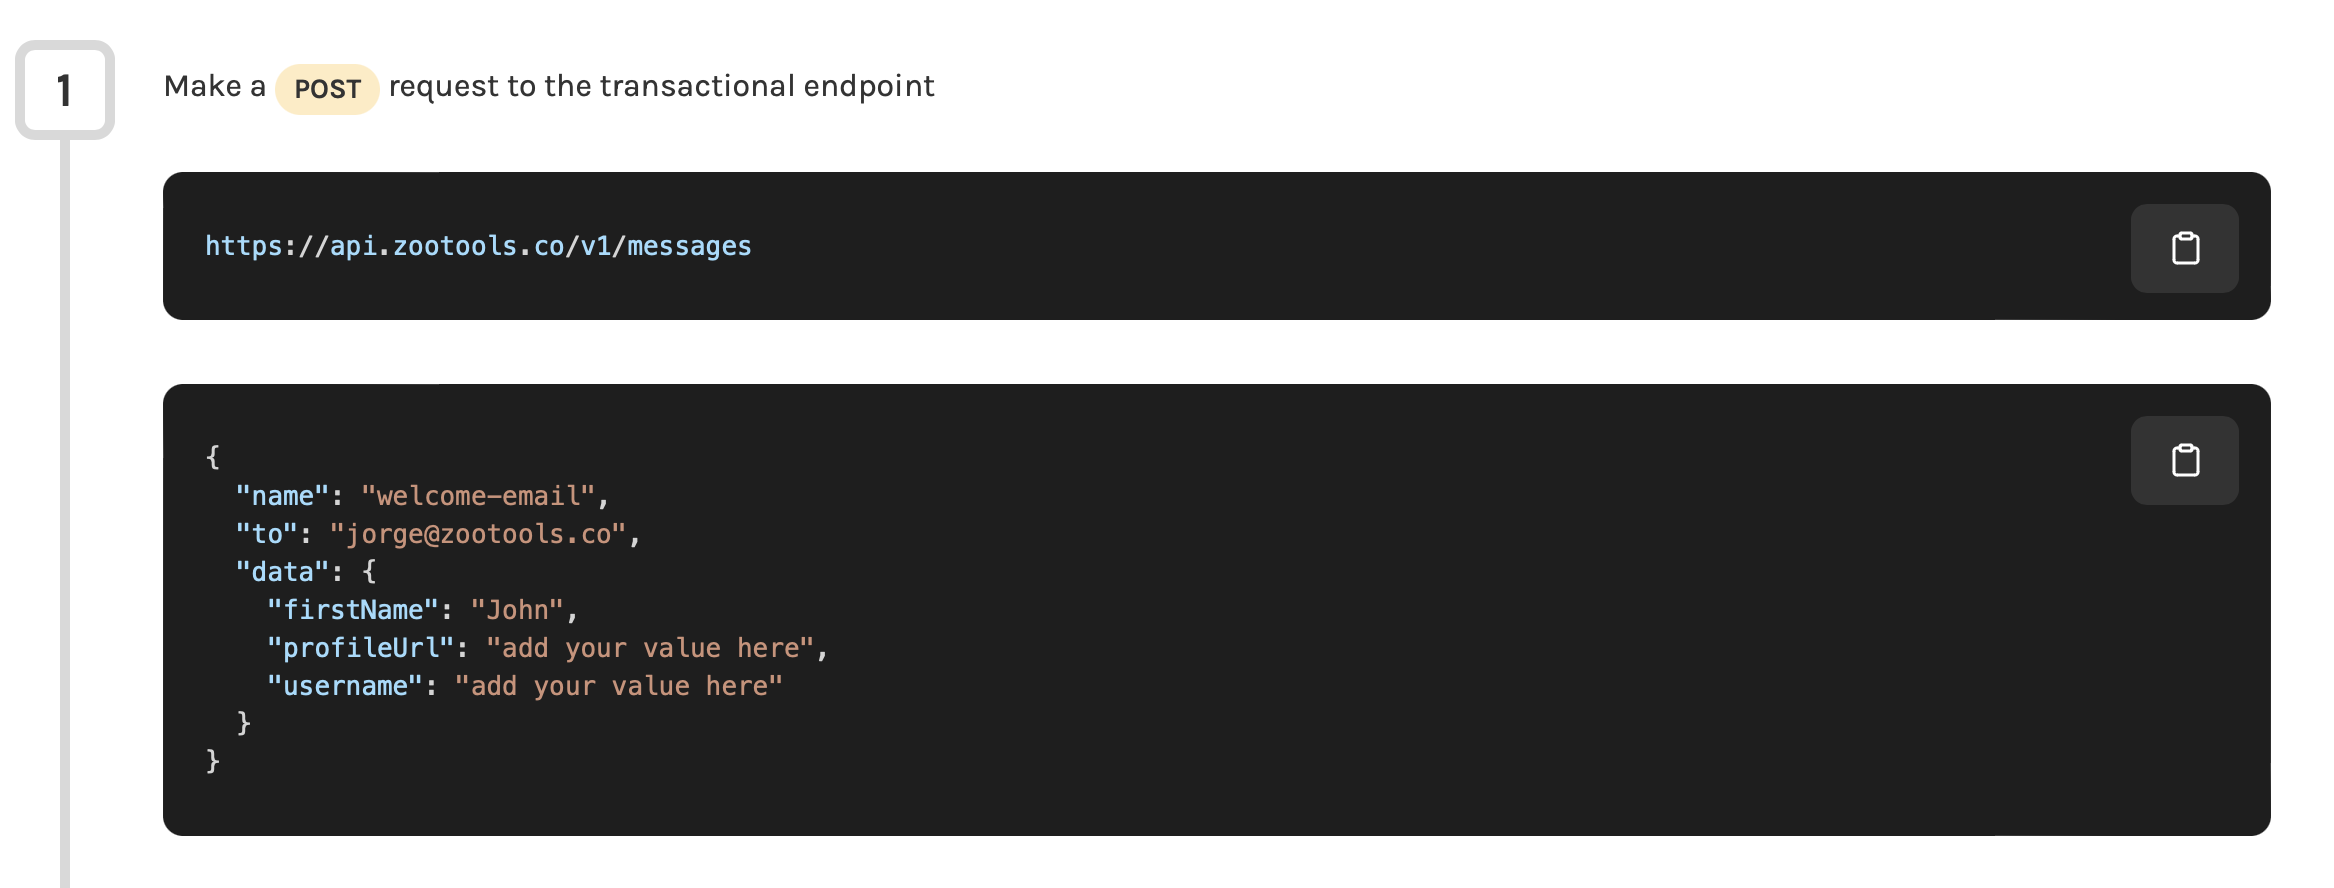 1
Make a POST request to the transactional endpoint
https://api.zootools.co/v1/messages
{
  "name": "welcome-email",
  "to": "jorge@zootools.co",
  "data": {
    "firstName": "John",
    "profileUrl": "add your value here",
    "username": "add your value here"
  }
}